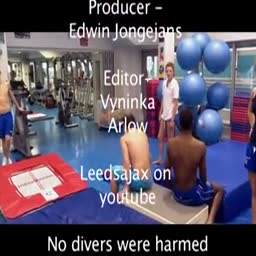 Producer -
Edwin Jongejans
Editor-
Vyninka
Arlow
Leedsajax on
youtube
No divers were harmed